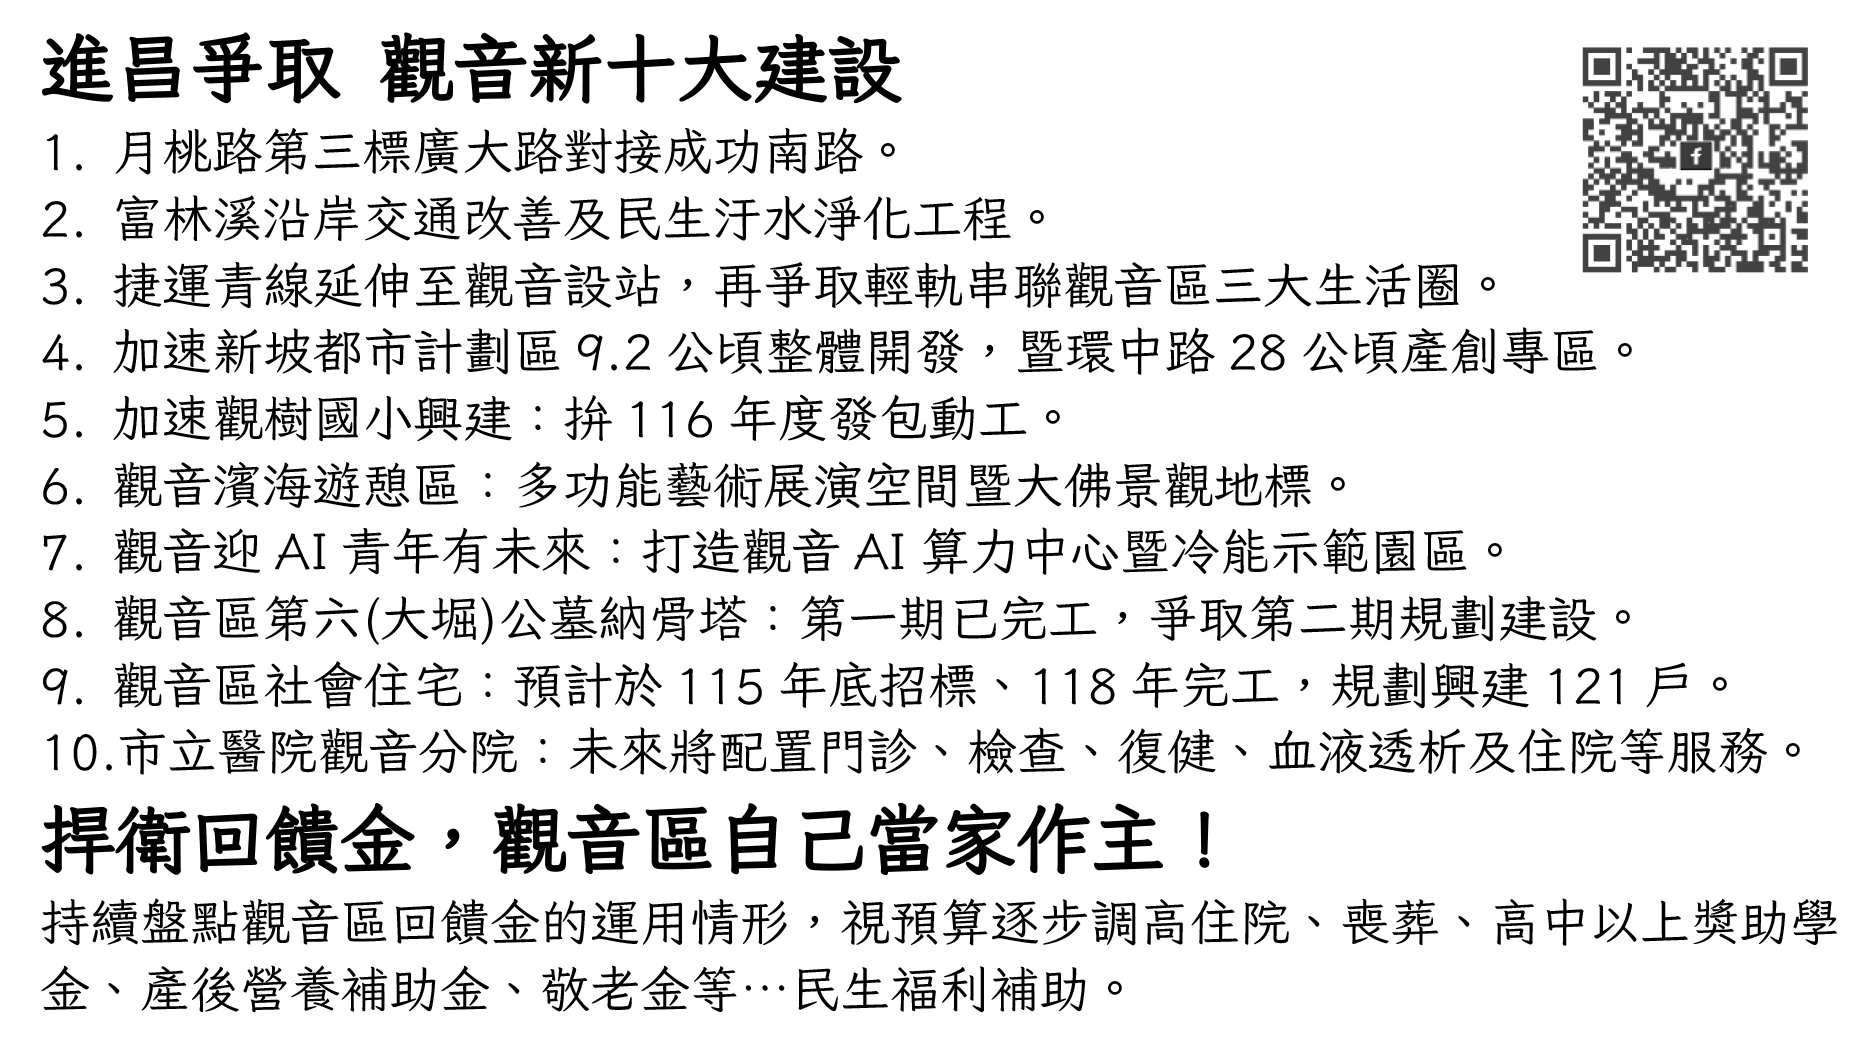 進昌爭取 觀音新十大建設
1. 月桃路第三標廣大路對接成功南路。
2. 富林溪沿岸交通改善及民生汙水淨化工程。
3. 捷運青線延伸至觀音設站，再爭取輕軌串聯觀音區三大生活圈。
4. 加速新坡都市計劃區 9.2 公頃整體開發，暨環中路 28 公頃產創專區。
5. 加速觀樹國小興建：拚 116 年度發包動工。
6. 觀音濱海遊憩區：多功能藝術展演空間暨大佛景觀地標。
7. 觀音迎 AI 青年有未來：打造觀音 AI 算力中心暨冷能示範園區。
8. 觀音區第六(大堀)公墓納骨塔：第一期已完工，爭取第二期規劃建設。
9. 觀音區社會住宅：預計於 115 年底招標、118 年完工，規劃興建 121 戶。
10.市立醫院觀音分院：未來將配置門診、檢查、復健、血液透析及住院等服務。
捍衛回饋金，觀音區自己當家作主！
持續盤點觀音區回饋金的運用情形，視預算逐步調高住院、喪葬、高中以上獎助學
金、產後營養補助金、敬老金等…民生福利補助。